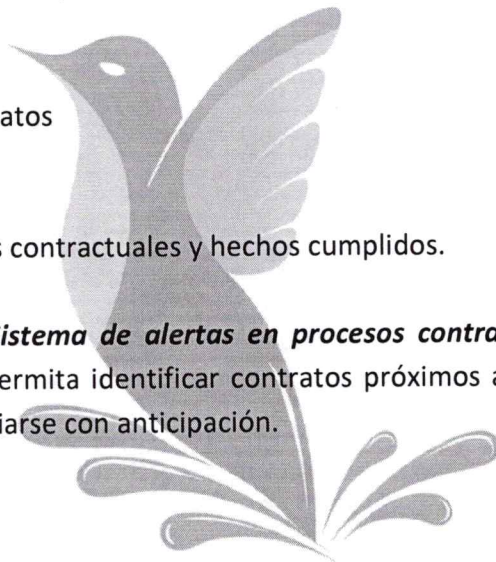 atos
s contractuales y hechos cumplidos.
istema de alertas en procesos contra
ermita identificar contratos próximos a
iarse con anticipación.